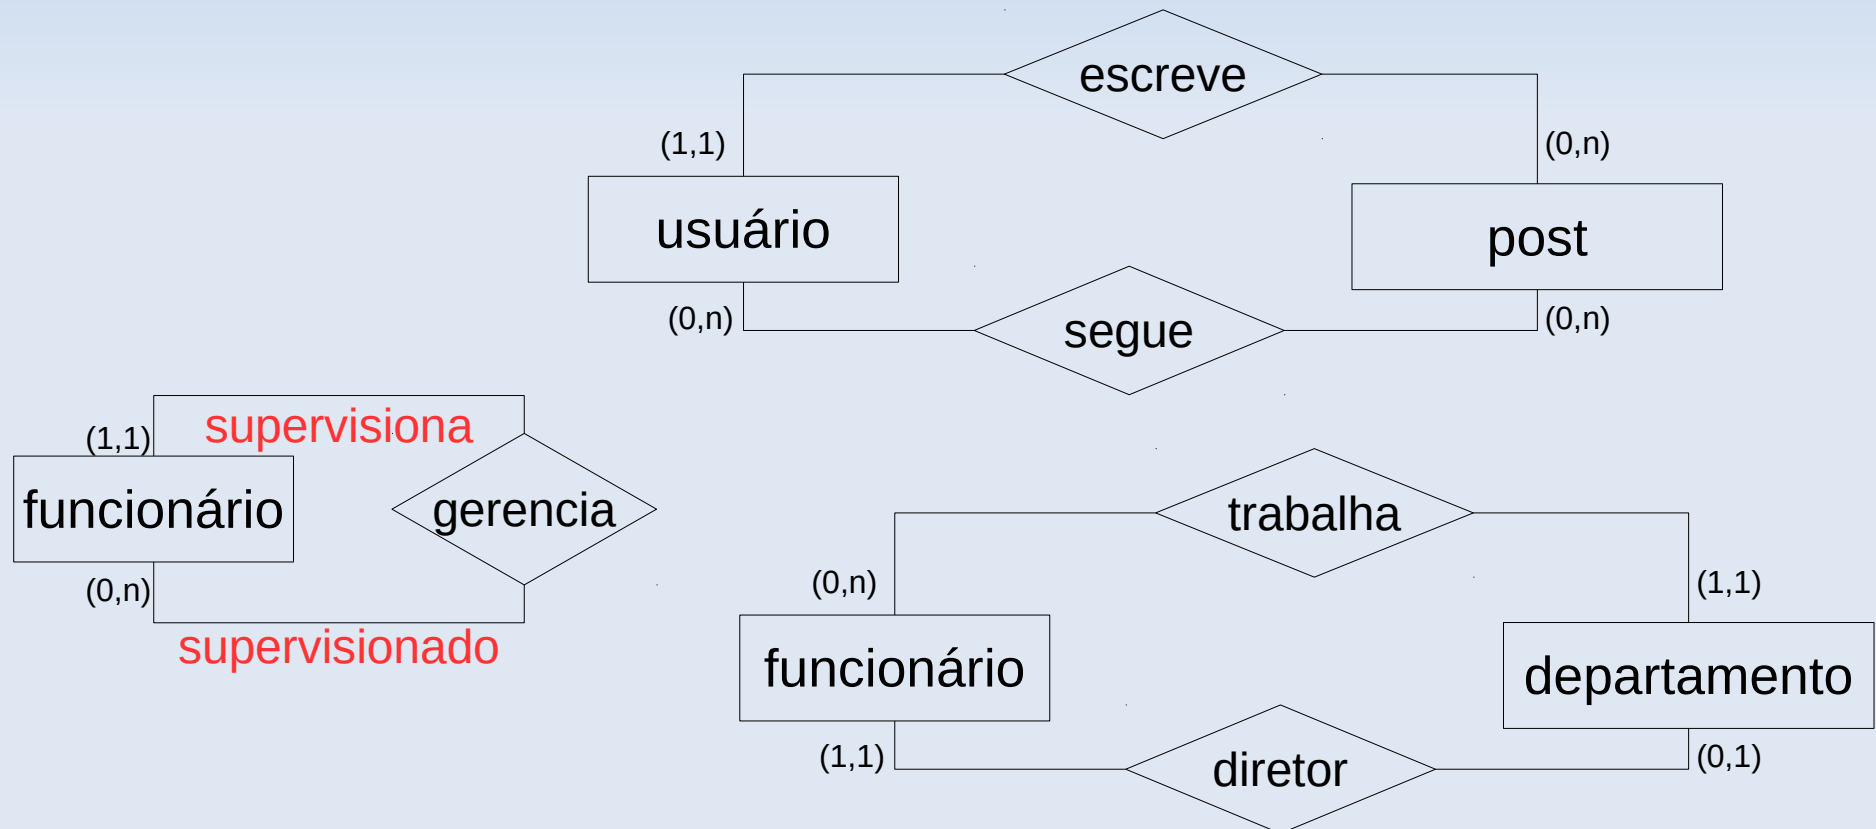 escreve
(1,1)
(0,n)
usuário
post
(0,n)
segue
(0,n)
supervisiona
(1,1)
funcionário
gerencia
(0,n)
supervisionado
trabalha
(0,n)
(1,1)
funcionário
departamento
(1,1)
diretor
(0,1)